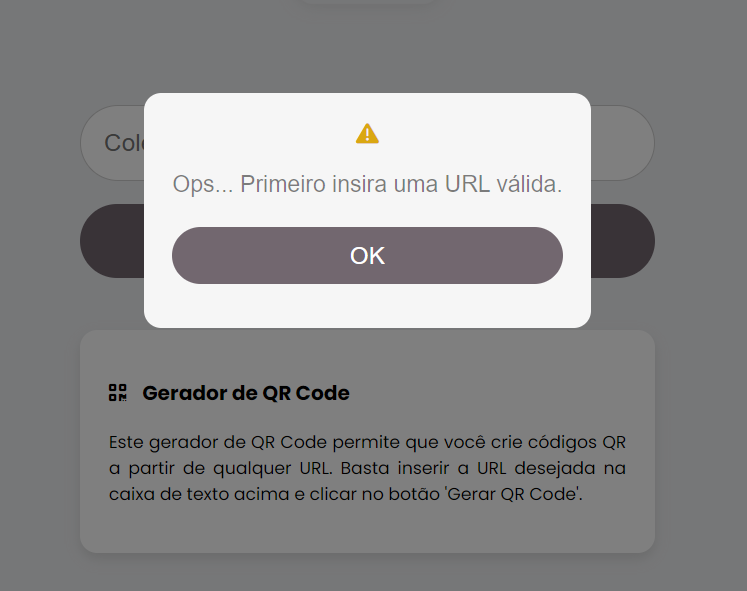 Ops... Primeiro insira uma URL válida.
OK
Gerador de QR Code
Este gerador de QR Code permite que você crie códigos QR
a partir de qualquer URL. Basta inserir a URL desejada na
caixa de texto acima e clicar no botão 'Gerar QR Code'.